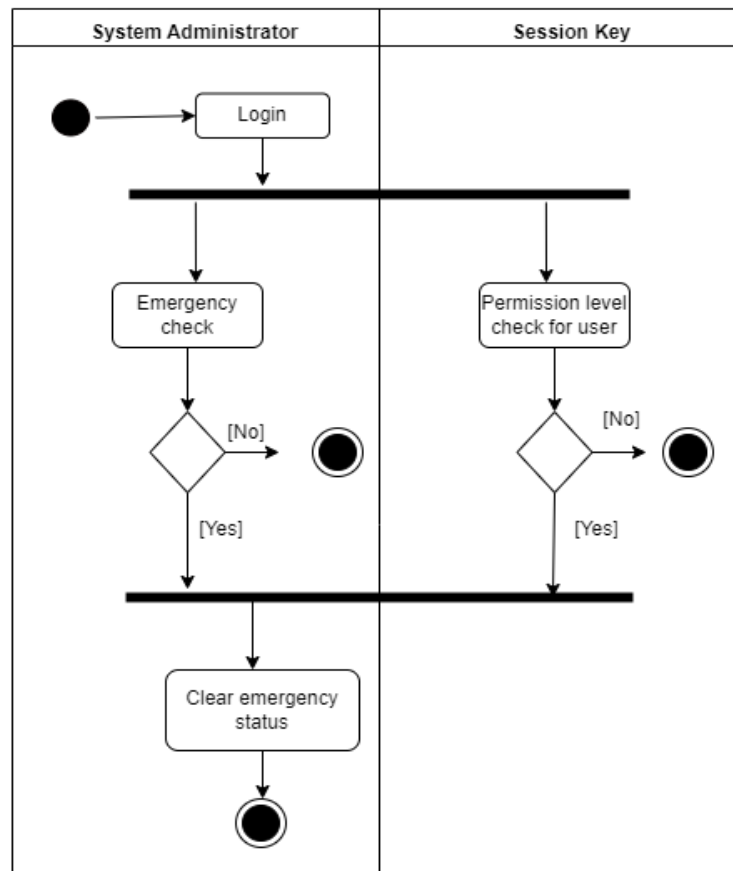 System Administrator
Session Key
Login
Emergency
check
Permission level
check for user
[No]
[No]
[Yes]
[Yes]
Clear emergency
status